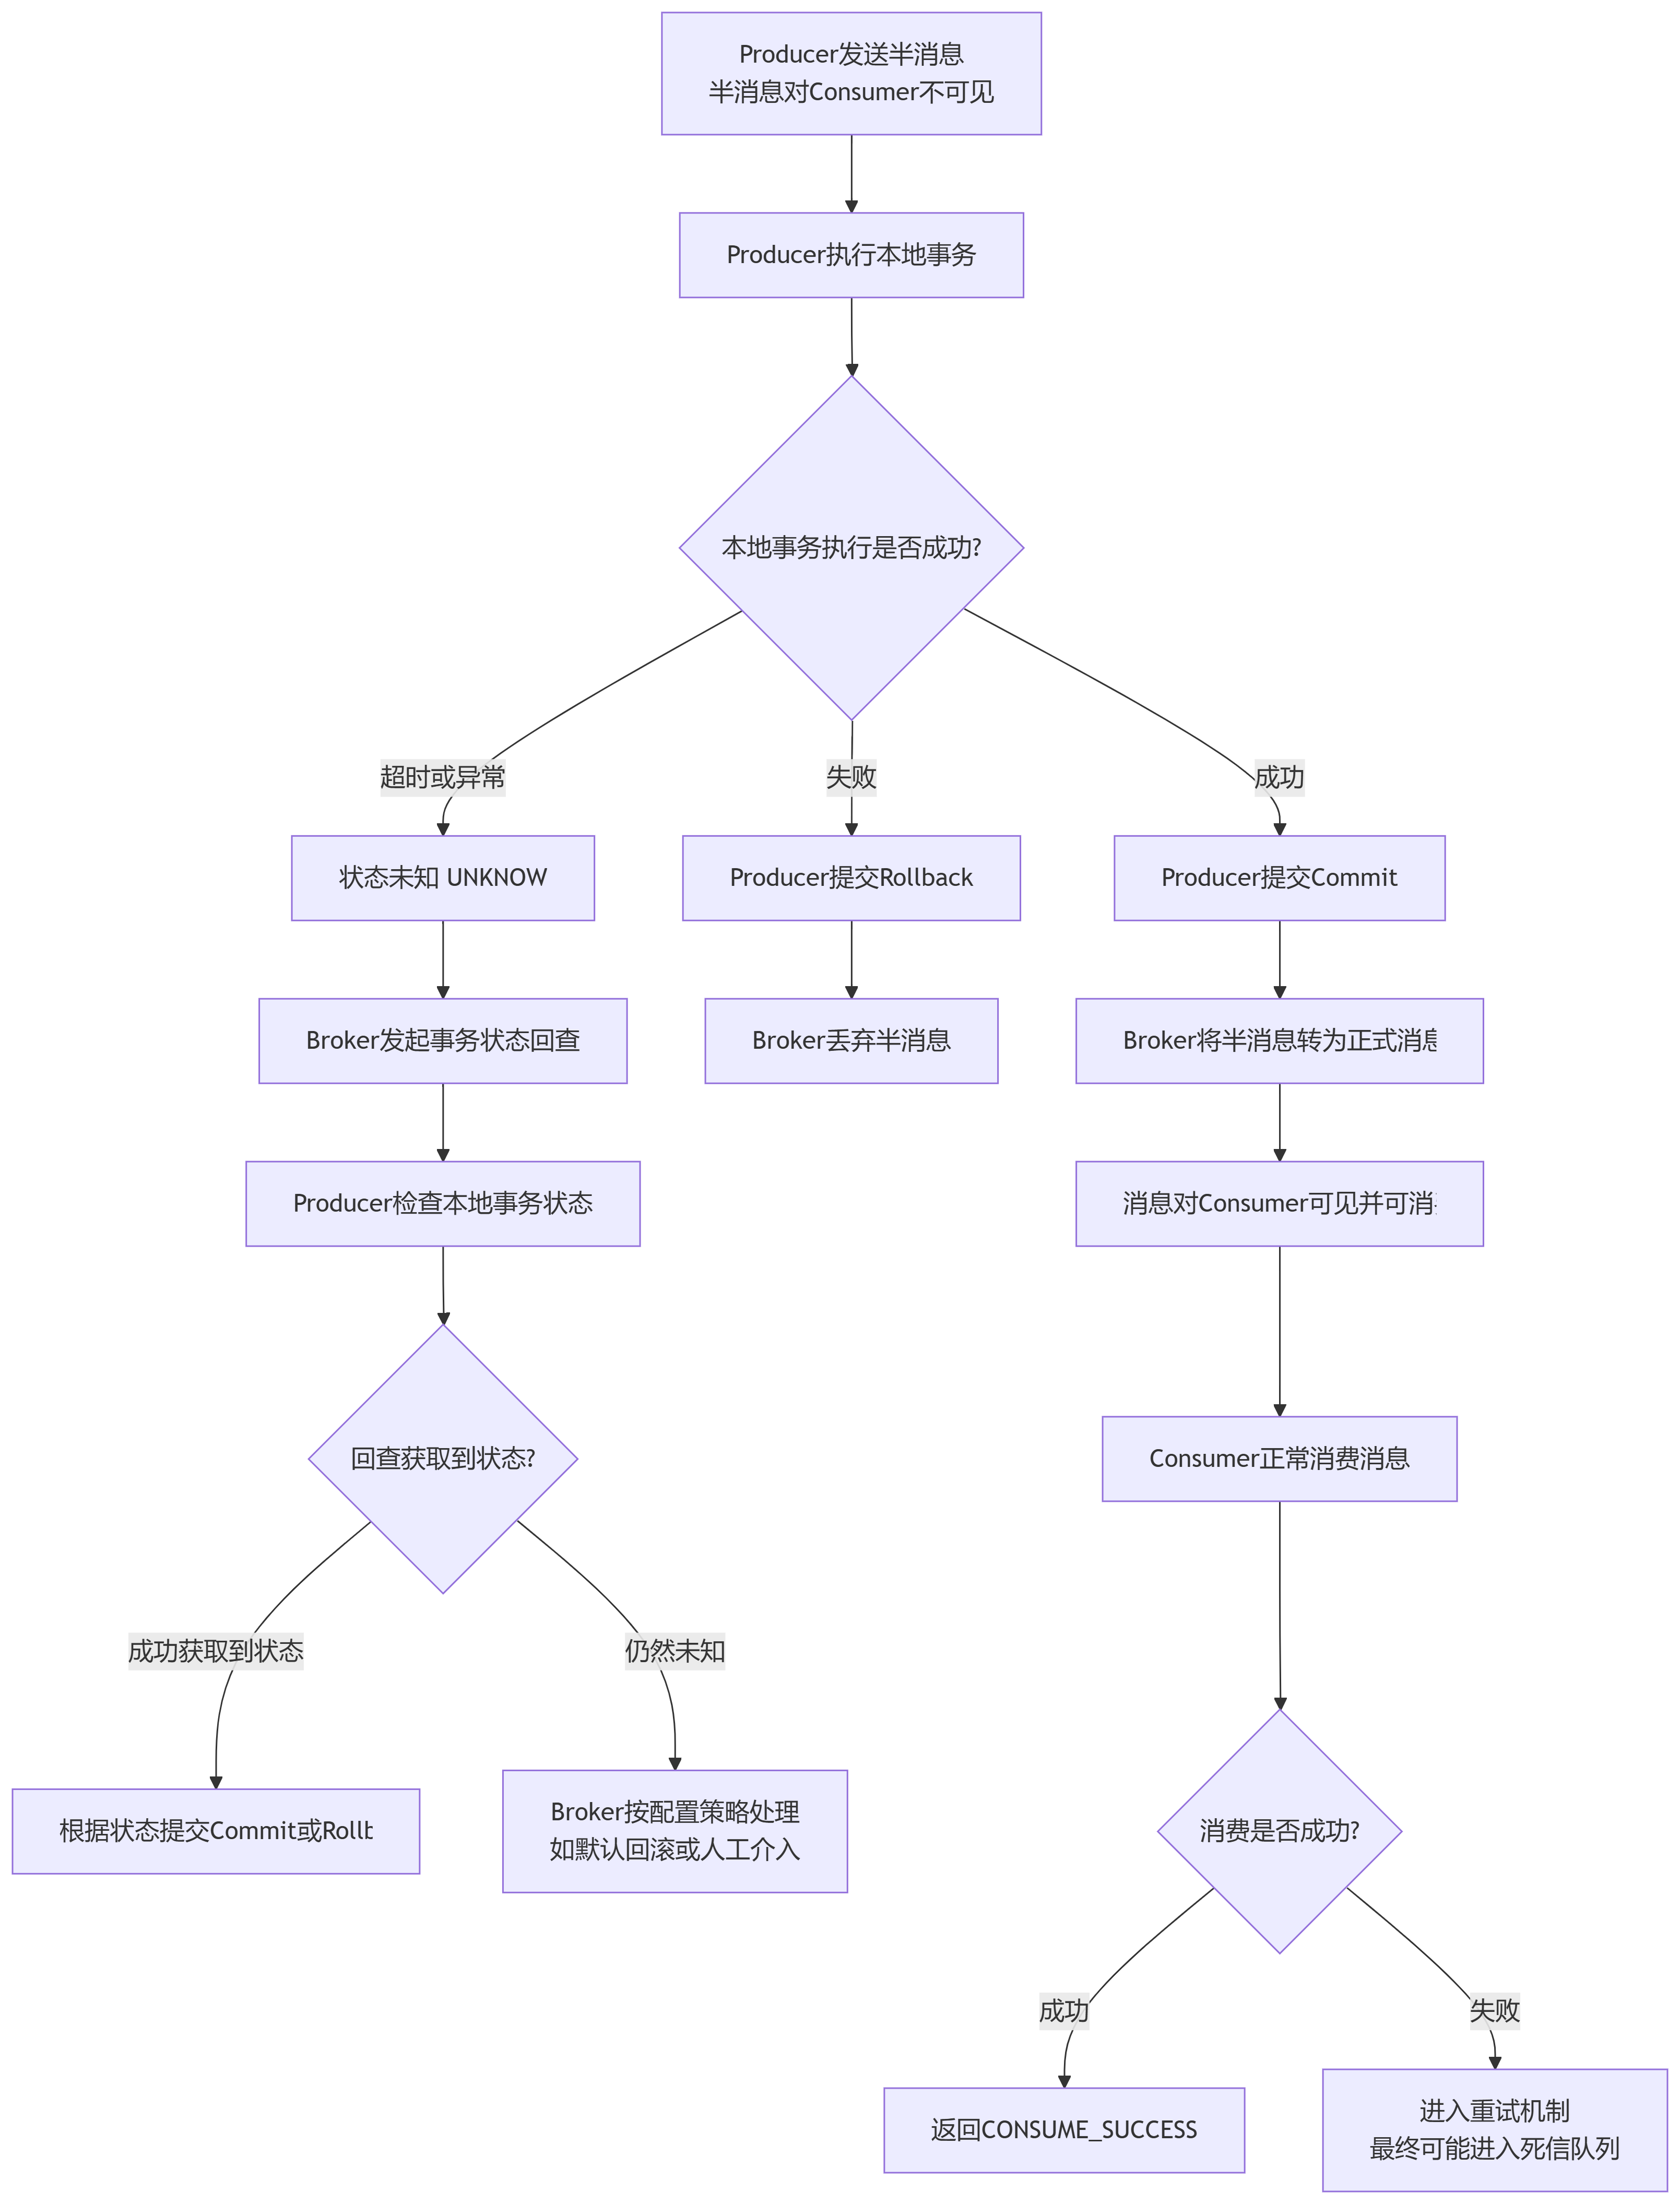 Producer发送半消息
半消息对Consumer不可见
Producer执行本地事务
本地事务执行是否成功?
超时或异常
失败
成功
状态未知 UNKNOW
Producer提交Rollback
Producer提交Commit
Broker发起事务状态回查
Broker丢弃半消息
Broker将半消息转为正式消息
Producer检查本地事务状态
消息对Consumer可见并可消
回查获取到状态?
Consumer正常消费消息
成功获取到状态
仍然未知
根据状态提交Commit或Roll
Broker按配置策略处理
如默认回滚或人工介入
消费是否成功?
成功
失败
返回CONSUME_SUCCESS
进入重试机制
最终可能进入死信队列